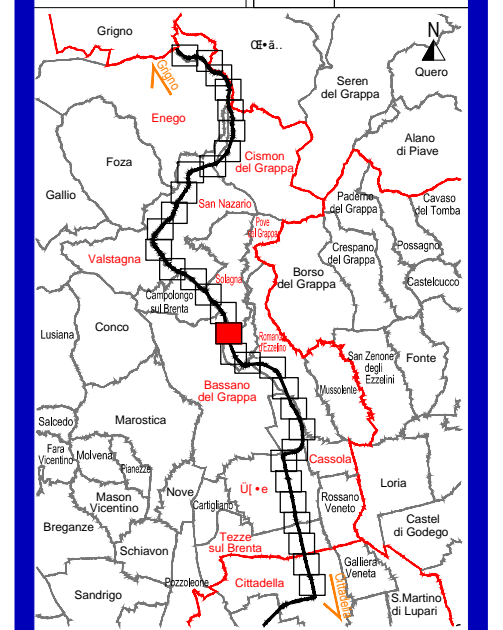 Grigno
Œ•ã..
N
Quero
Seren
del Grappa
Grigno
Enego
Alano
di Piave
Foza
Cismon
del Grappa
Gallio
San Nazario
Paderno
del Grappa
Cavaso
del Tomba
Pove
del Grappa
Crespano
del Grappa
Possagno
Valstagna
Solagna
Borso
del Grappa
Castelcucco
Campolongo
sul Brenta
Lusiana
Conco
Romano
d'Ezzelino
San Zenone
degli
Ezzelini
Fonte
Bassano
del Grappa
Mussolente
Salcedo
Marostica
Fara
Vicentino
Molvena
Pianezze
Cassola
Loria
Mason
Vicentino
Nove
Cartigliano
Ü[ •e
Rossano
Veneto
Breganze
Castel
di Godego
Schiavon
Tezze
sul Brenta
Galliera
Veneta
Pozzoleone
Cittadella
Cittadella
Sandrigo
S.Martino
di Lupari